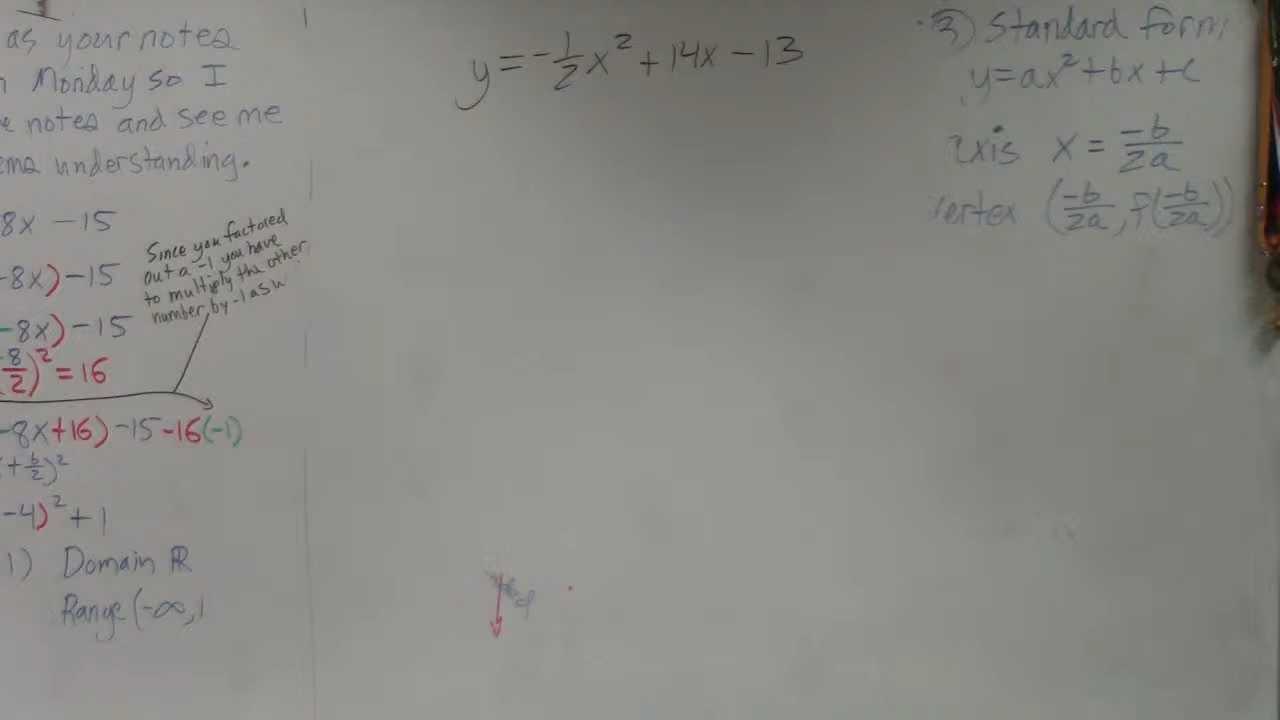 as your notes
Monday so I
notes and see me
understanding.
8x - 15
-8x) - 15
-8x) - 15
8/2)² = 16
-8x + 16) - 15 - 16(-1)
+ b/2)²
-4)² + 1
1) Domain ℝ
Range (-∞, 1
Since you factored
out a -1 you have
to multiply the other
number by -1 as
y = -1/2x² + 14x - 13
3) Standard form
y = ax² + bx + c
axis x = -b/2a
vertex (-b/2a, f(-b/2a))